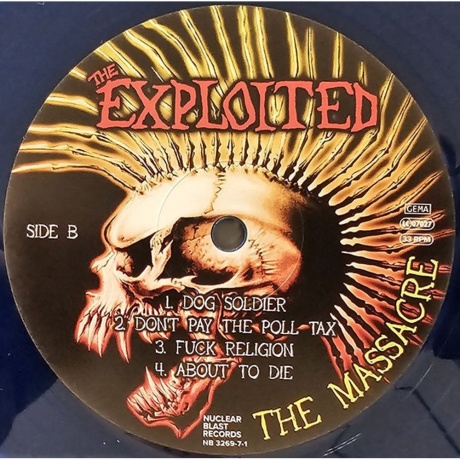 THE
EXPLOITED
SIDE B
GEMA
LC 07027
33 RPM
1. DOG SOLDIER
2. DON'T PAY THE POLL TAX
3. FUCK RELIGION
4. ABOUT TO DIE
THE MASSACRE
NUCLEAR
BLAST
RECORDS
NB 3269-7-1